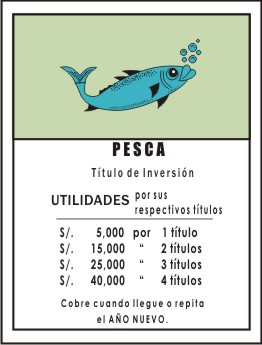 PESCA
Título de Inversión
UTILIDADES por sus respectivos títulos
S/. 5,000 por 1 título
S/. 15,000 “ 2 títulos
S/. 25,000 “ 3 títulos
S/. 40,000 “ 4 títulos
Cobre cuando llegue o repita
el AÑO NUEVO.